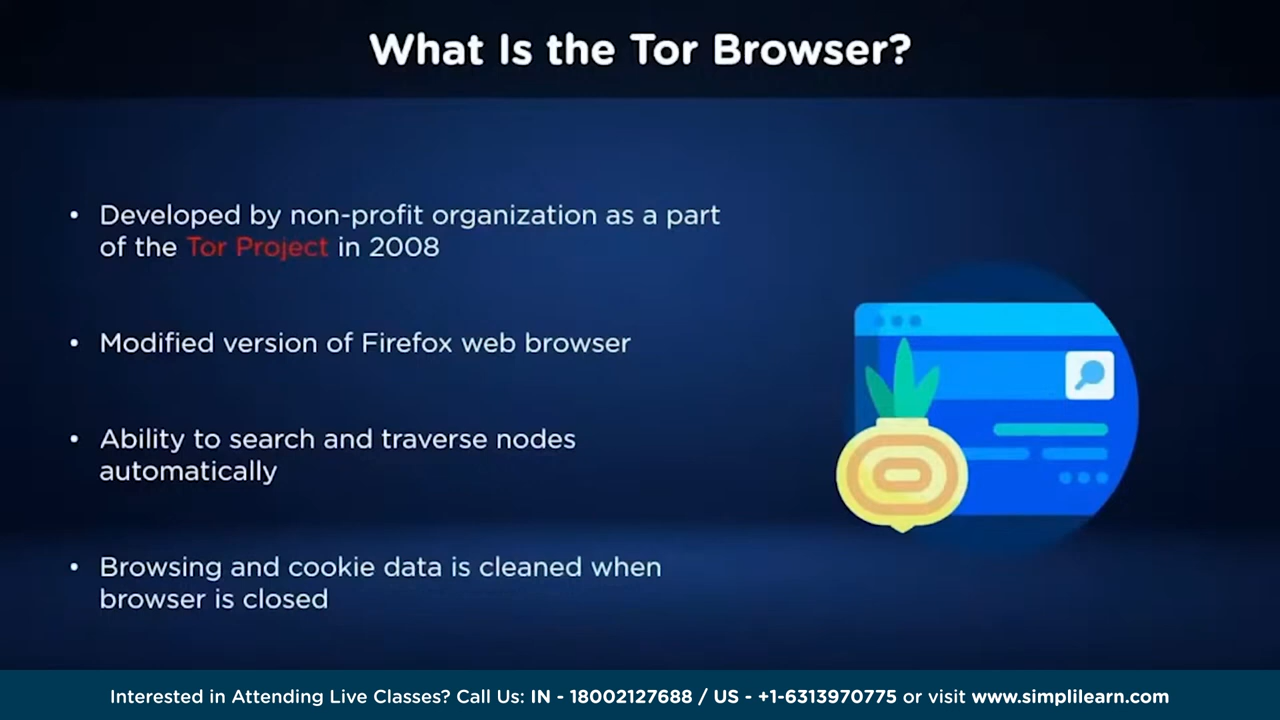 What Is the Tor Browser?
• Developed by non-profit organization as a part
of the Tor Project in 2008
• Modified version of Firefox web browser
• Ability to search and traverse nodes
automatically
• Browsing and cookie data is cleaned when
browser is closed
Interested in Attending Live Classes? Call Us: IN - 18002127688 / US - +1-6313970775 or visit www.simplilearn.com